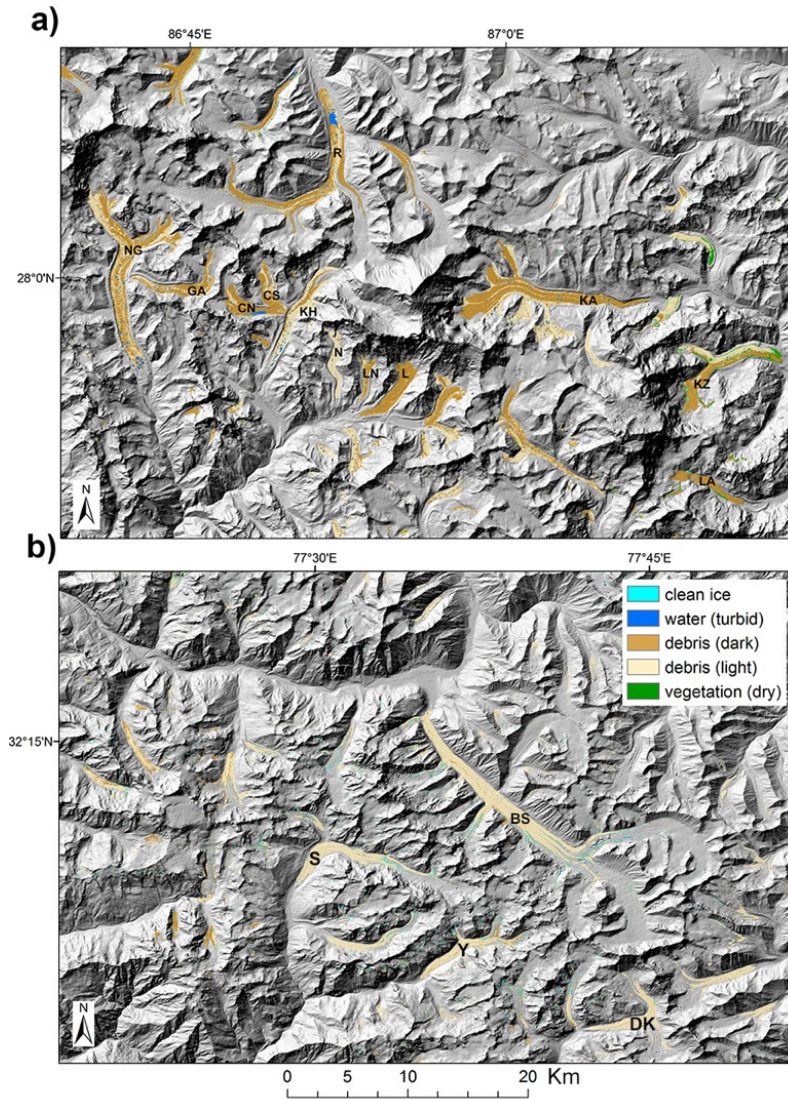 a)
86°45'E
87°0'E
28°0'N
R
NG
GA
CS
CN
KH
KA
N
LN
L
KZ
LA
N
b)
77°30'E
77°45'E
clean ice
water (turbid)
debris (dark)
debris (light)
vegetation (dry)
32°15'N
BS
S
Y
DK
N
0 5 10 20 Km